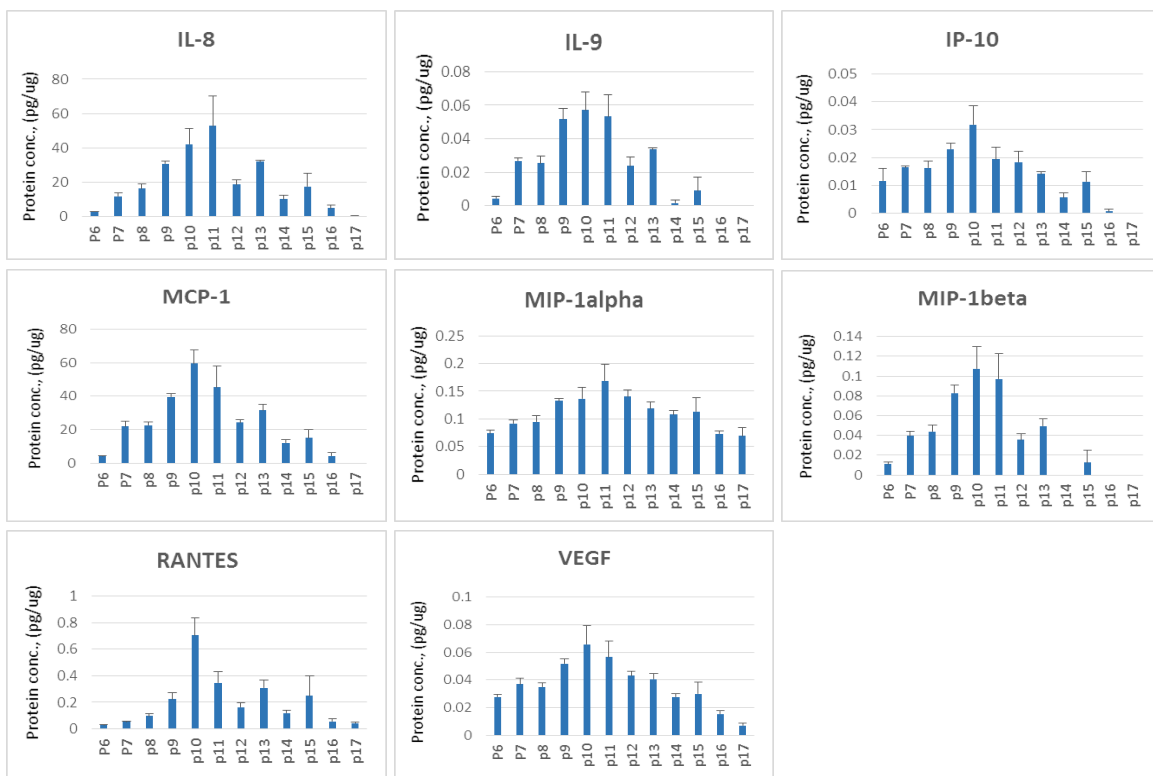 IL-8
Protein conc., (pg/ug)
80
60
40
20
0
P6 P7 p8 p9 p10 p11 p12 p13 p14 p15 p16 p17
IL-9
Protein conc., (pg/ug)
0.08
0.06
0.04
0.02
0
P6 P7 p8 p9 p10 p11 p12 p13 p14 p15 p16 p17
IP-10
Protein conc., (pg/ug)
0.05
0.04
0.03
0.02
0.01
0
P6 P7 p8 p9 p10 p11 p12 p13 p14 p15 p16 p17
MCP-1
Protein conc., (pg/ug)
80
60
40
20
0
P6 P7 p8 p9 p10 p11 p12 p13 p14 p15 p16 p17
MIP-1alpha
Protein conc., (pg/ug)
0.25
0.2
0.15
0.1
0.05
0
P6 P7 p8 p9 p10 p11 p12 p13 p14 p15 p16 p17
MIP-1beta
Protein conc., (pg/ug)
0.14
0.12
0.1
0.08
0.06
0.04
0.02
0
P6 P7 p8 p9 p10 p11 p12 p13 p14 p15 p16 p17
RANTES
Protein conc., (pg/ug)
1
0.8
0.6
0.4
0.2
0
P6 P7 p8 p9 p10 p11 p12 p13 p14 p15 p16 p17
VEGF
Protein conc., (pg/ug)
0.1
0.08
0.06
0.04
0.02
0
P6 P7 p8 p9 p10 p11 p12 p13 p14 p15 p16 p17